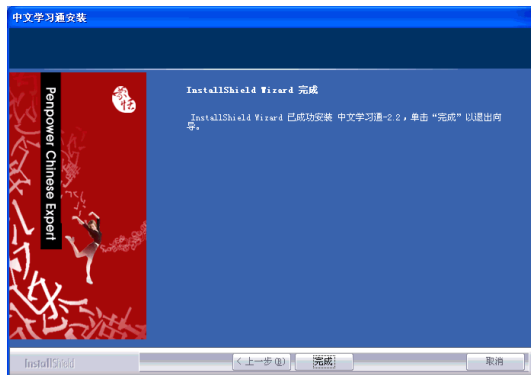 中文学习通安装
Penpower Chinese Expert
InstallShield Wizard 完成
InstallShield Wizard 已成功安装 中文学习通-2.2，单击“完成”以退出向
导。
InstallShield
< 上一步(B)
完成
取消